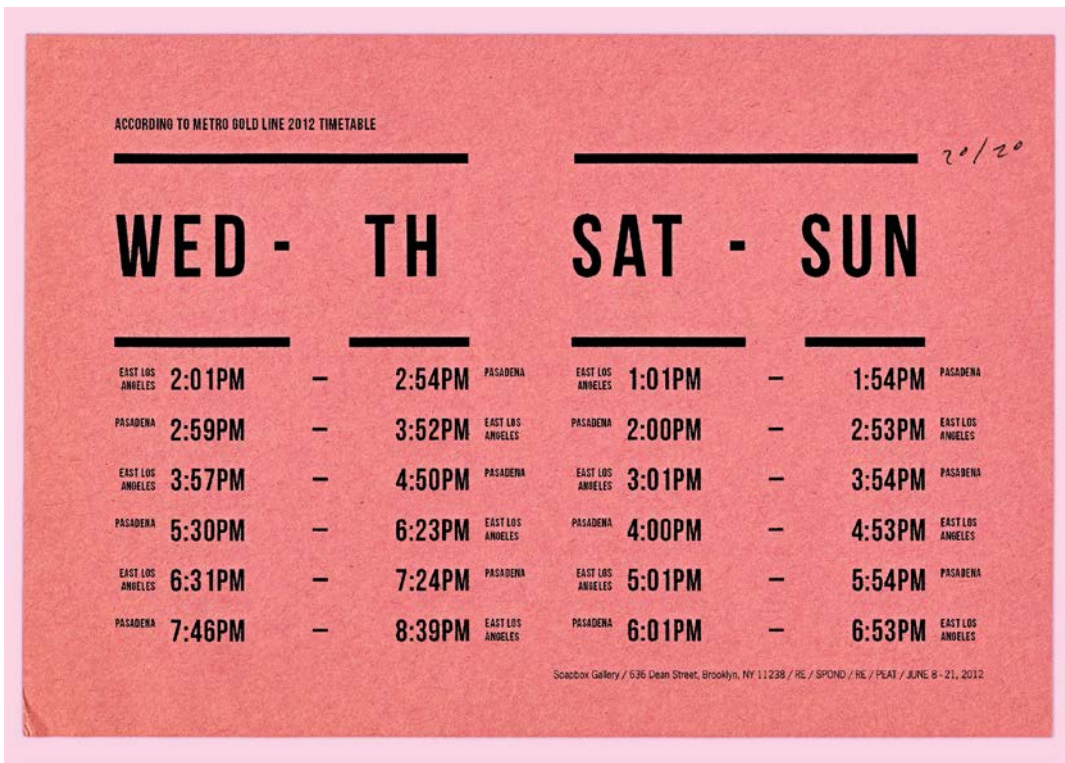 ACCORDING TO METRO GOLD LINE 2012 TIMETABLE
20/20
WED - TH
EAST LOS ANGELES 2:01PM – 2:54PM PASADENA
PASADENA 2:59PM – 3:52PM EAST LOS ANGELES
EAST LOS ANGELES 3:57PM – 4:50PM PASADENA
PASADENA 5:30PM – 6:23PM EAST LOS ANGELES
EAST LOS ANGELES 6:31PM – 7:24PM PASADENA
PASADENA 7:46PM – 8:39PM EAST LOS ANGELES
SAT - SUN
EAST LOS ANGELES 1:01PM – 1:54PM PASADENA
PASADENA 2:00PM – 2:53PM EAST LOS ANGELES
EAST LOS ANGELES 3:01PM – 3:54PM PASADENA
PASADENA 4:00PM – 4:53PM EAST LOS ANGELES
EAST LOS ANGELES 5:01PM – 5:54PM PASADENA
PASADENA 6:01PM – 6:53PM EAST LOS ANGELES
Soapbox Gallery / 636 Dean Street, Brooklyn, NY 11238 / RE / SPOND / RE / PEAT / JUNE 8 - 21, 2012